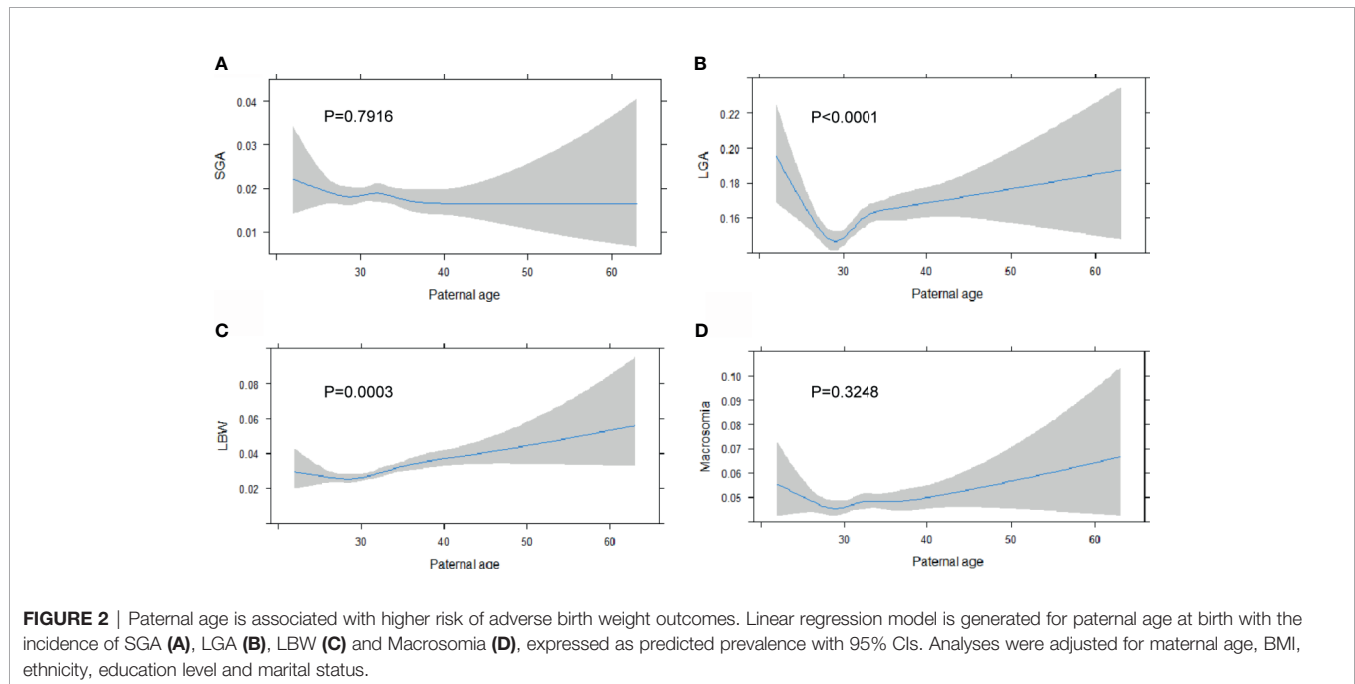 A
P=0.7916
0.04
0.03
0.02
0.01
SGA
30
40
50
60
Paternal age
B
P<0.0001
0.22
0.20
0.18
0.16
LGA
30
40
50
60
Paternal age
C
P=0.0003
0.08
0.06
0.04
0.02
LBW
30
40
50
60
Paternal age
D
P=0.3248
0.10
0.09
0.08
0.07
0.06
0.05
Macrosomia
30
40
50
60
Paternal age
FIGURE 2 | Paternal age is associated with higher risk of adverse birth weight outcomes. Linear regression model is generated for paternal age at birth with the
incidence of SGA (A), LGA (B), LBW (C) and Macrosomia (D), expressed as predicted prevalence with 95% CIs. Analyses were adjusted for maternal age, BMI,
ethnicity, education level and marital status.